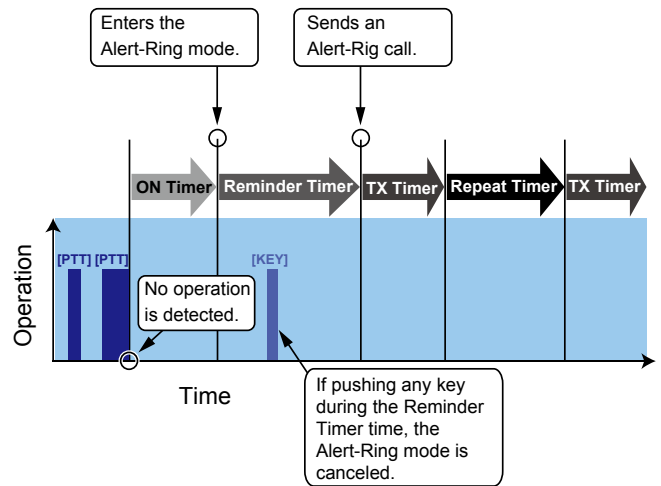 Enters the
Alert-Ring mode.
Sends an
Alert-Rig call.
ON Timer
Reminder Timer
TX Timer
Repeat Timer
TX Timer
Operation
[PTT] [PTT]
[KEY]
No operation
is detected.
Time
If pushing any key
during the Reminder
Timer time, the
Alert-Ring mode is
canceled.